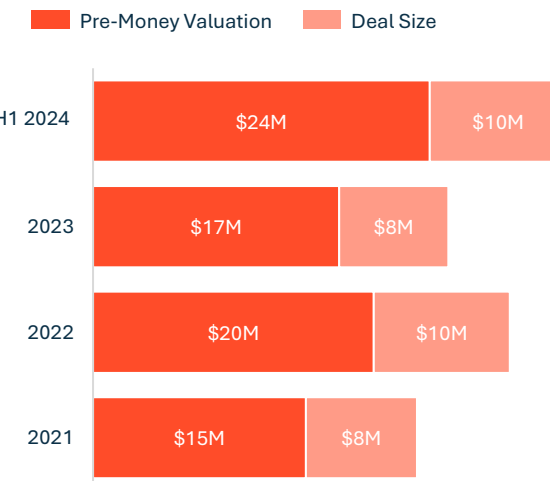 Pre-Money Valuation Deal Size
H1 2024 $24M $10M
2023 $17M $8M
2022 $20M $10M
2021 $15M $8M